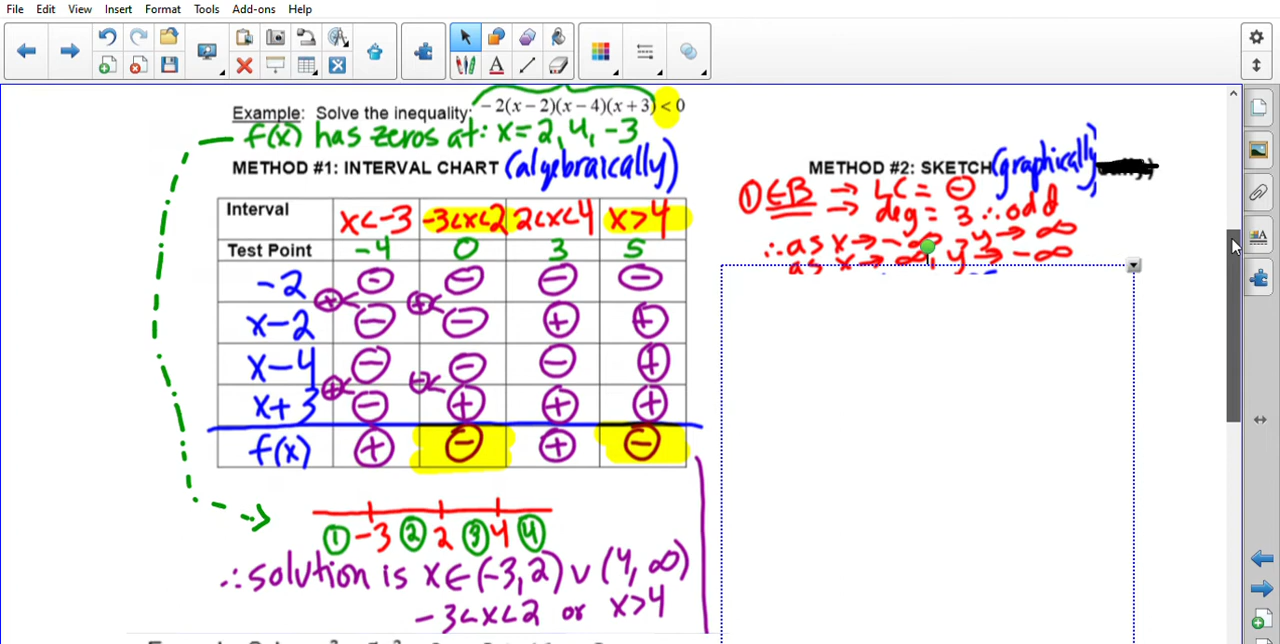 File Edit View Insert Format Tools Add-ons Help
Example: Solve the inequality: −2(x−2)(x−4)(x+3) < 0
f(x) has zeros at: x = 2, 4, -3
METHOD #1: INTERVAL CHART (algebraically)
Interval x<-3 -3<x<2 2<x<4 x>4
Test Point -4 0 3 5
-2 − − − −
x-2 − − + +
x-4 − − − +
x+3 − + + +
f(x) + − + −
+ +
+ −
-3 2 4
① ② ③ ④
∴ solution is x∈(-3,2) ∪ (4,∞)
-3<x<2 or x>4
METHOD #2: SKETCH (graphically)
① EB → LC = −
→ deg = 3 ∴ odd
∴ as x→-∞, y→∞
as x→∞, y→-∞